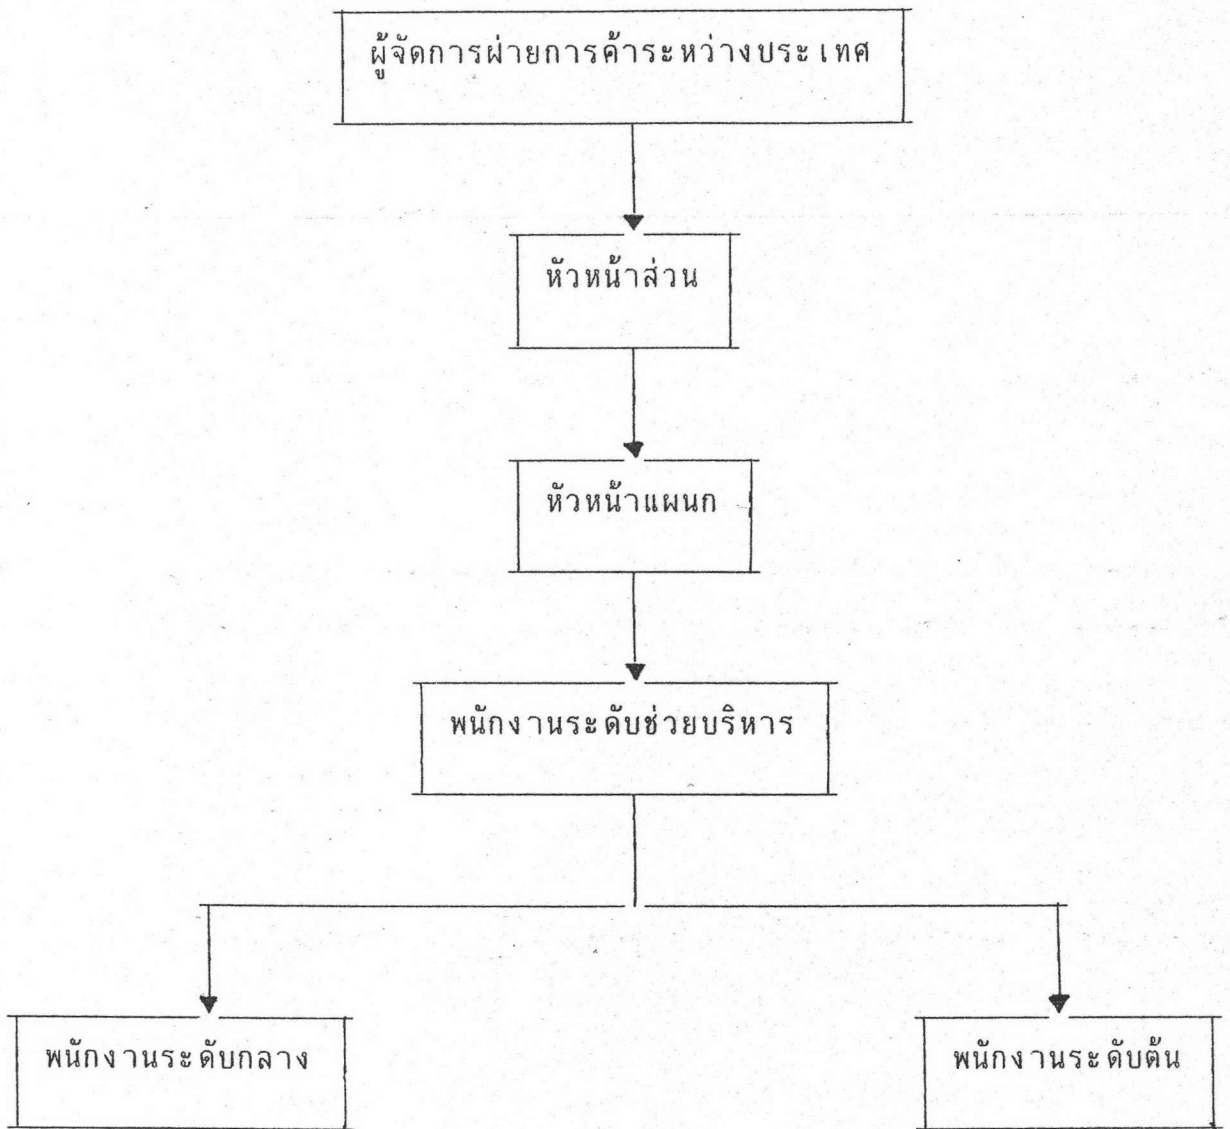 ผู้จัดการฝ่ายการค้าระหว่างประเทศ
หัวหน้าส่วน
หัวหน้าแผนก
พนักงานระดับช่วยบริหาร
พนักงานระดับกลาง
พนักงานระดับต้น